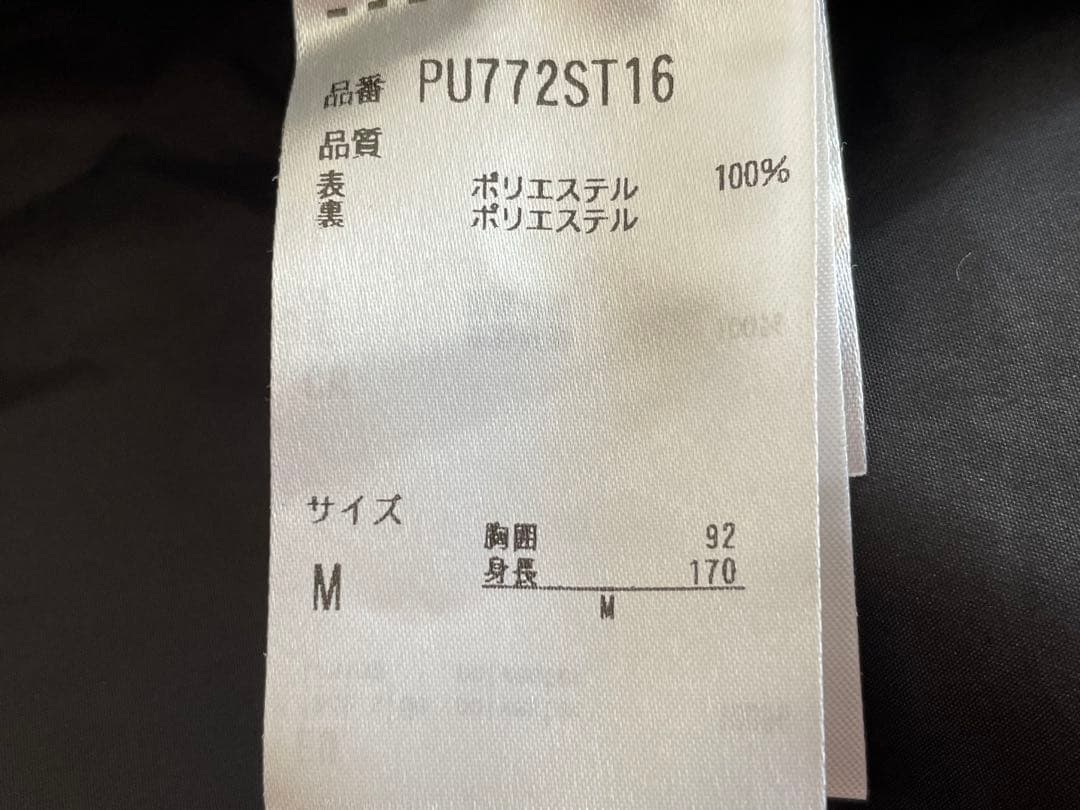 品番 PU772ST16
品質
表 ポリエステル 100%
裏 ポリエステル
サイズ
胸囲 92
身長 170
M
M